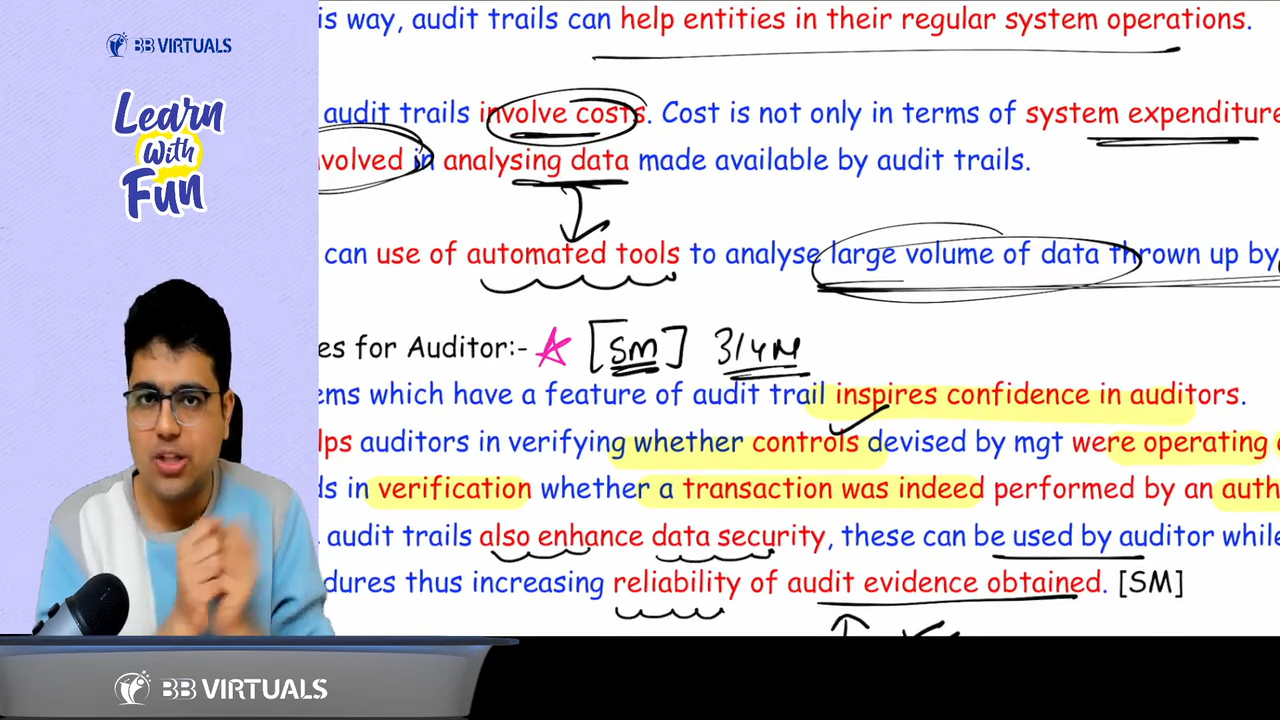 BB VIRTUALS
Learn
With
Fun
is way, audit trails can help entities in their regular system operations.
audit trails involve costs. Cost is not only in terms of system expenditure
nvolved in analysing data made available by audit trails.
can use of automated tools to analyse large volume of data thrown up by
es for Auditor:- [SM] 3/4M
ems which have a feature of audit trail inspires confidence in auditors.
lps auditors in verifying whether controls devised by mgt were operating
ds in verification whether a transaction was indeed performed by an auth
audit trails also enhance data security, these can be used by auditor while
dures thus increasing reliability of audit evidence obtained. [SM]
BB VIRTUALS